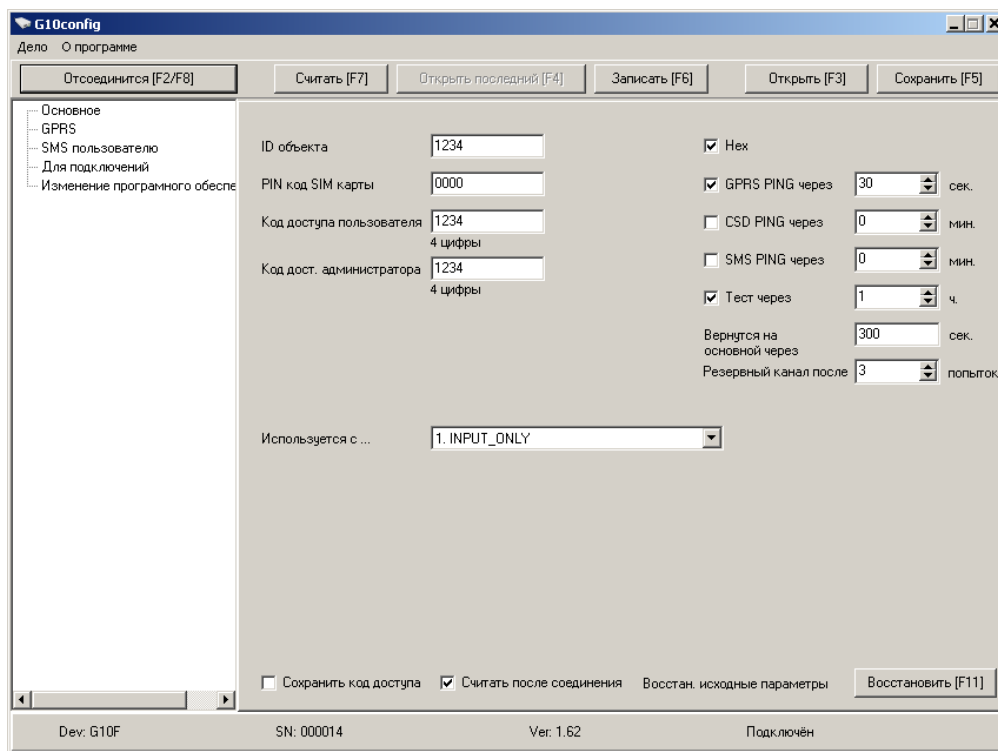 G10config
Дело О программе
Отсоединится [F2/F8] Считать [F7] Открыть последний [F4] Записать [F6] Открыть [F3] Сохранить [F5]
Основное
GPRS
SMS пользователю
Для подключений
Изменение програмного обеспе
ID объекта 1234 Hex
PIN код SIM карты 0000 GPRS PING через 30 сек.
Код доступа пользователя 1234 CSD PING через 0 мин.
4 цифры
Код дост. администратора 1234 SMS PING через 0 мин.
4 цифры
Тест через 1 ч.
Вернутся на основной через 300 сек.
Резервный канал после 3 попыток
Используется с ... 1. INPUT_ONLY
Сохранить код доступа Считать после соединения Восстан. исходные параметры Восстановить [F11]
Dev: G10F SN: 000014 Ver: 1.62 Подключён